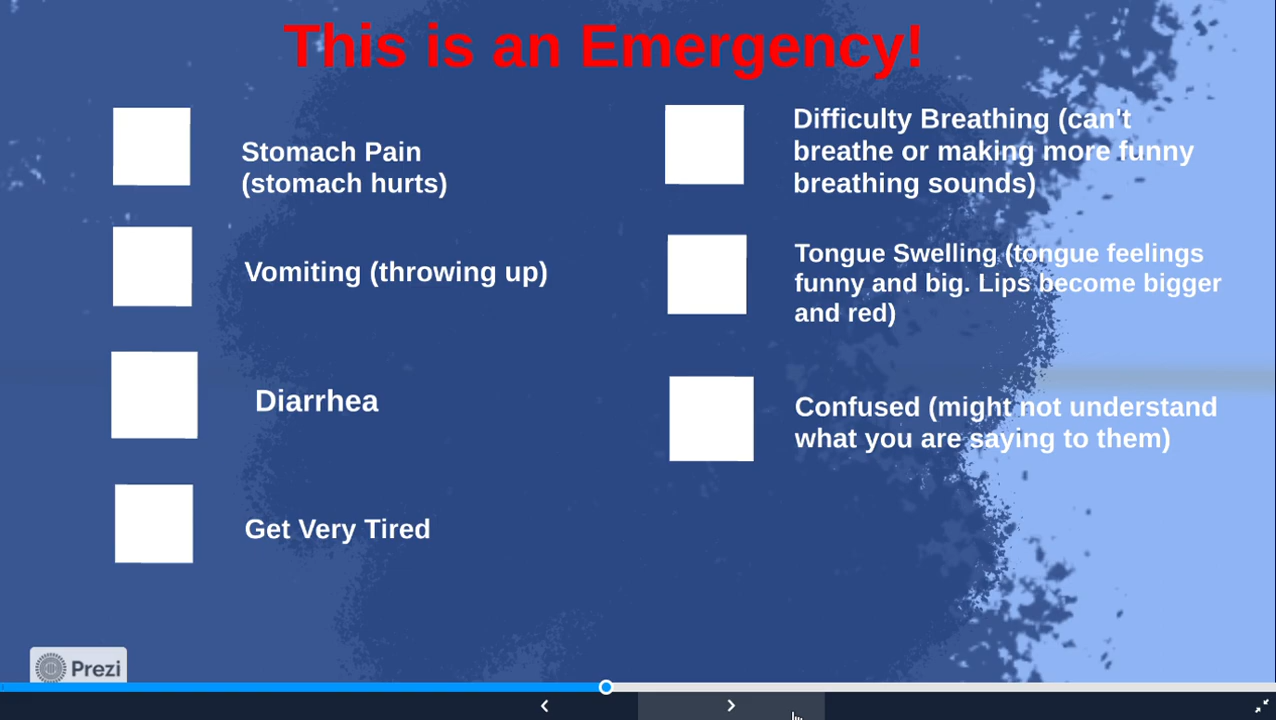 This is an Emergency!
Stomach Pain
(stomach hurts)
Vomiting (throwing up)
Diarrhea
Get Very Tired
Difficulty Breathing (can't
breathe or making more funny
breathing sounds)
Tongue Swelling (tongue feelings
funny and big. Lips become bigger
and red)
Confused (might not understand
what you are saying to them)
Prezi